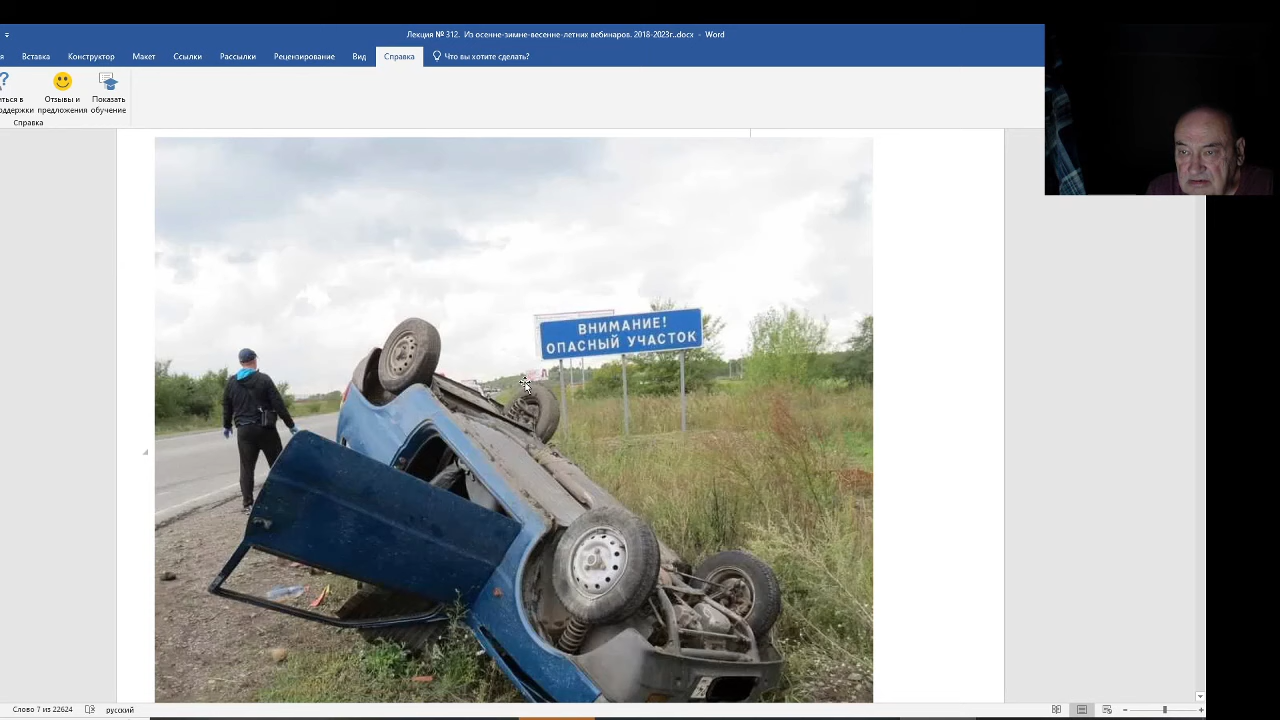 Лекция № 312. Из осенне-зимне-весенне-летних вебинаров. 2018-2023г..docx - Word
я Вставка Конструктор Макет Ссылки Рассылки Рецензирование Вид Справка Что вы хотите сделать?
иться в Отзывы и Показать
оддержки предложения обучение
Справка
ВНИМАНИЕ!
ОПАСНЫЙ УЧАСТОК
Слово 7 из 22624 русский